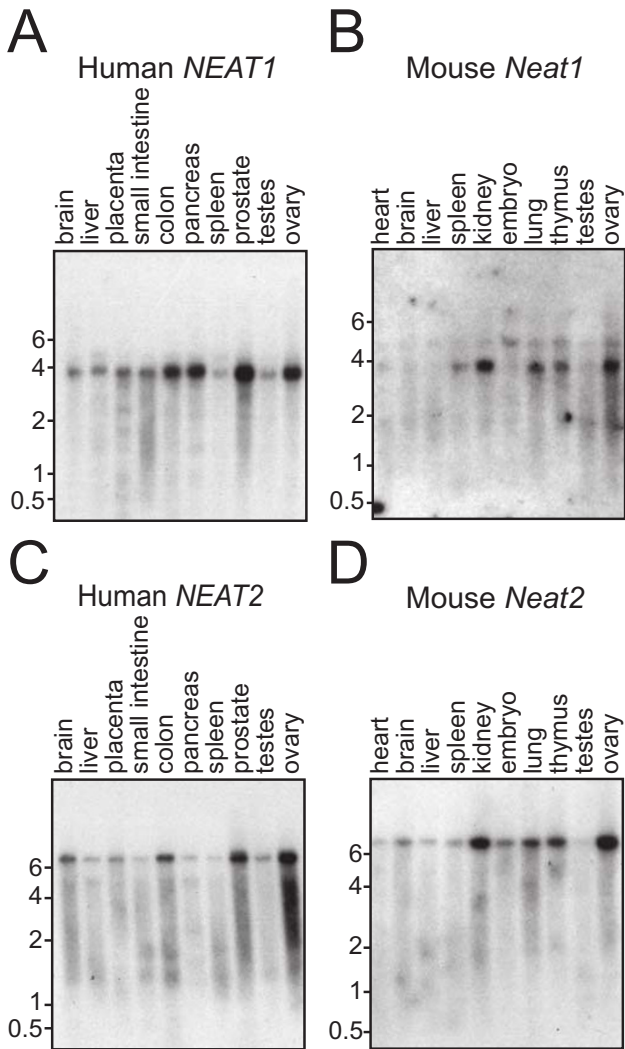 A
Human NEAT1
brain
liver
placenta
small intestine
colon
pancreas
spleen
prostate
testes
ovary
6
4
2
1
0.5
B
Mouse Neat1
heart
brain
liver
spleen
kidney
embryo
lung
thymus
testes
ovary
6
4
2
1
0.5
C
Human NEAT2
brain
liver
placenta
small intestine
colon
pancreas
spleen
prostate
testes
ovary
6
4
2
1
0.5
D
Mouse Neat2
heart
brain
liver
spleen
kidney
embryo
lung
thymus
testes
ovary
6
4
2
1
0.5